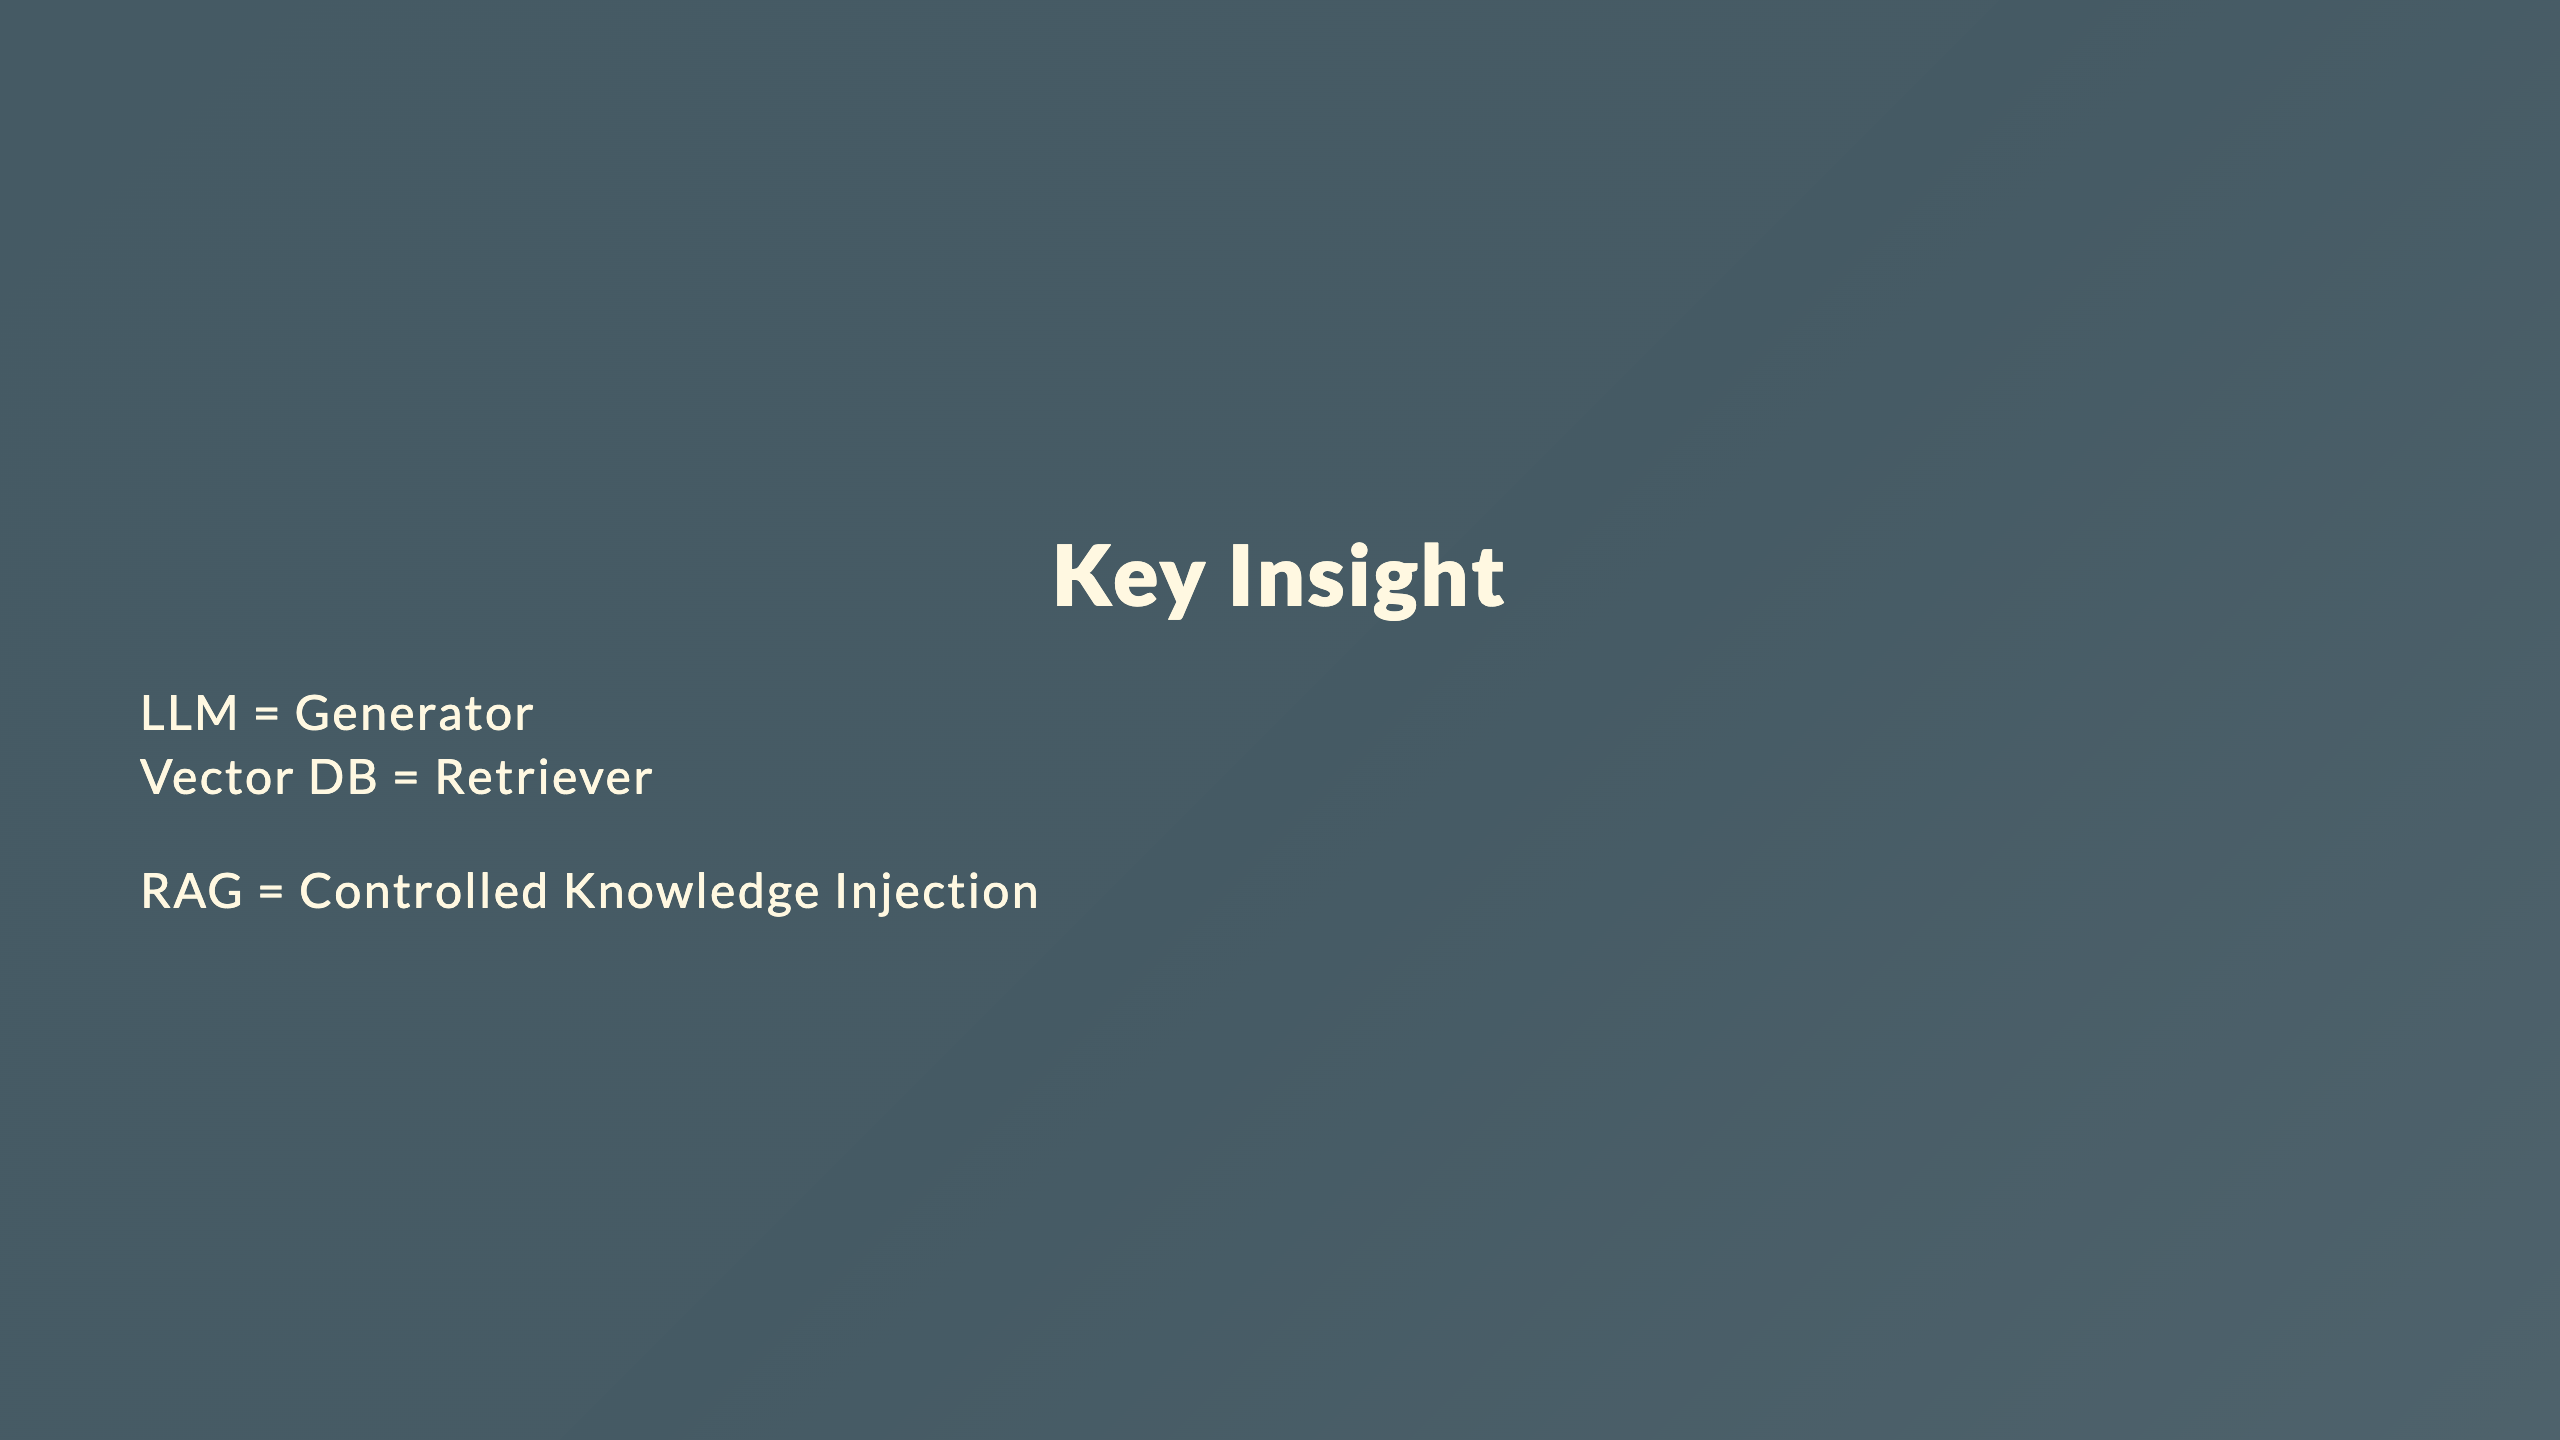 Key Insight
LLM = Generator
Vector DB = Retriever
RAG = Controlled Knowledge Injection